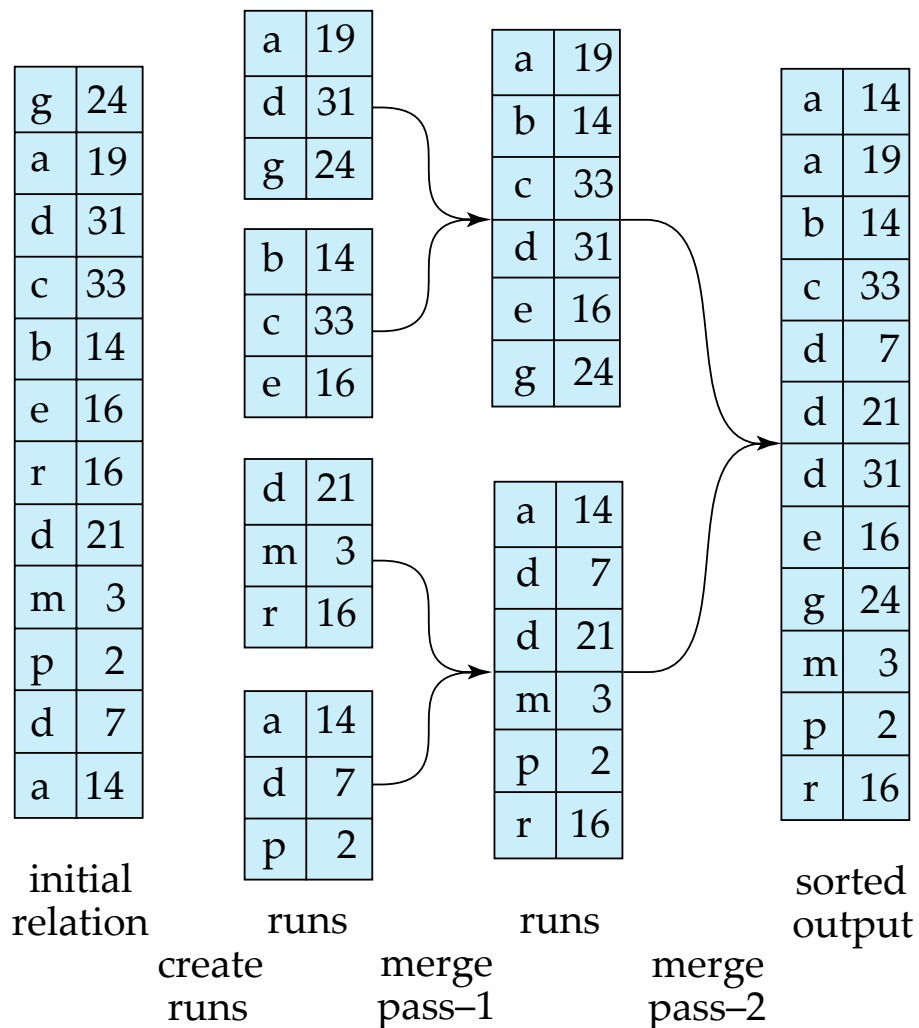 g 24
a 19
d 31
c 33
b 14
e 16
r 16
d 21
m 3
p 2
d 7
a 14
initial
relation
a 19
d 31
g 24
b 14
c 33
e 16
d 21
m 3
r 16
a 14
d 7
p 2
runs
a 19
b 14
c 33
d 31
e 16
g 24
a 14
d 7
d 21
m 3
p 2
r 16
runs
a 14
a 19
b 14
c 33
d 7
d 21
d 31
e 16
g 24
m 3
p 2
r 16
sorted
output
create
runs
merge
pass–1
merge
pass–2